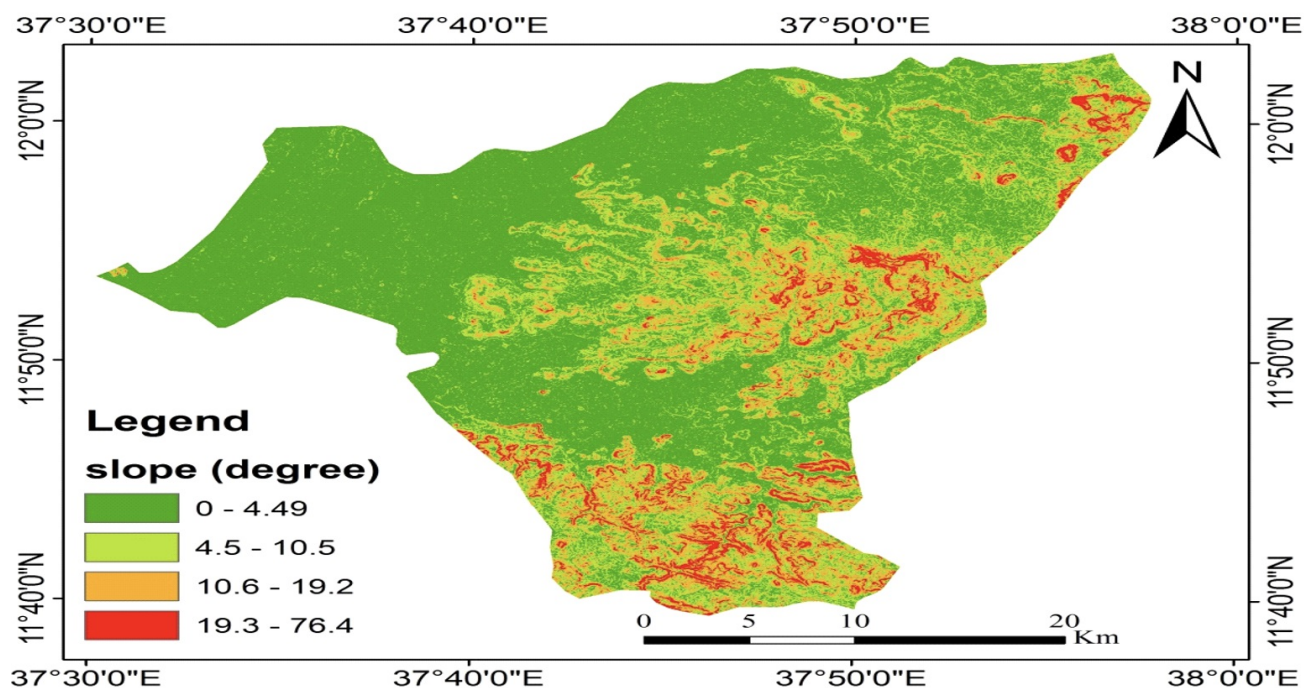 37°30'0"E 37°40'0"E 37°50'0"E 38°0'0"E
N
12°0'0"N
12°0'0"N
11°50'0"N
11°50'0"N
Legend
slope (degree)
0 - 4.49
4.5 - 10.5
10.6 - 19.2
19.3 - 76.4
11°40'0"N
11°40'0"N
0 5 10 20
Km
37°30'0"E 37°40'0"E 37°50'0"E 38°0'0"E